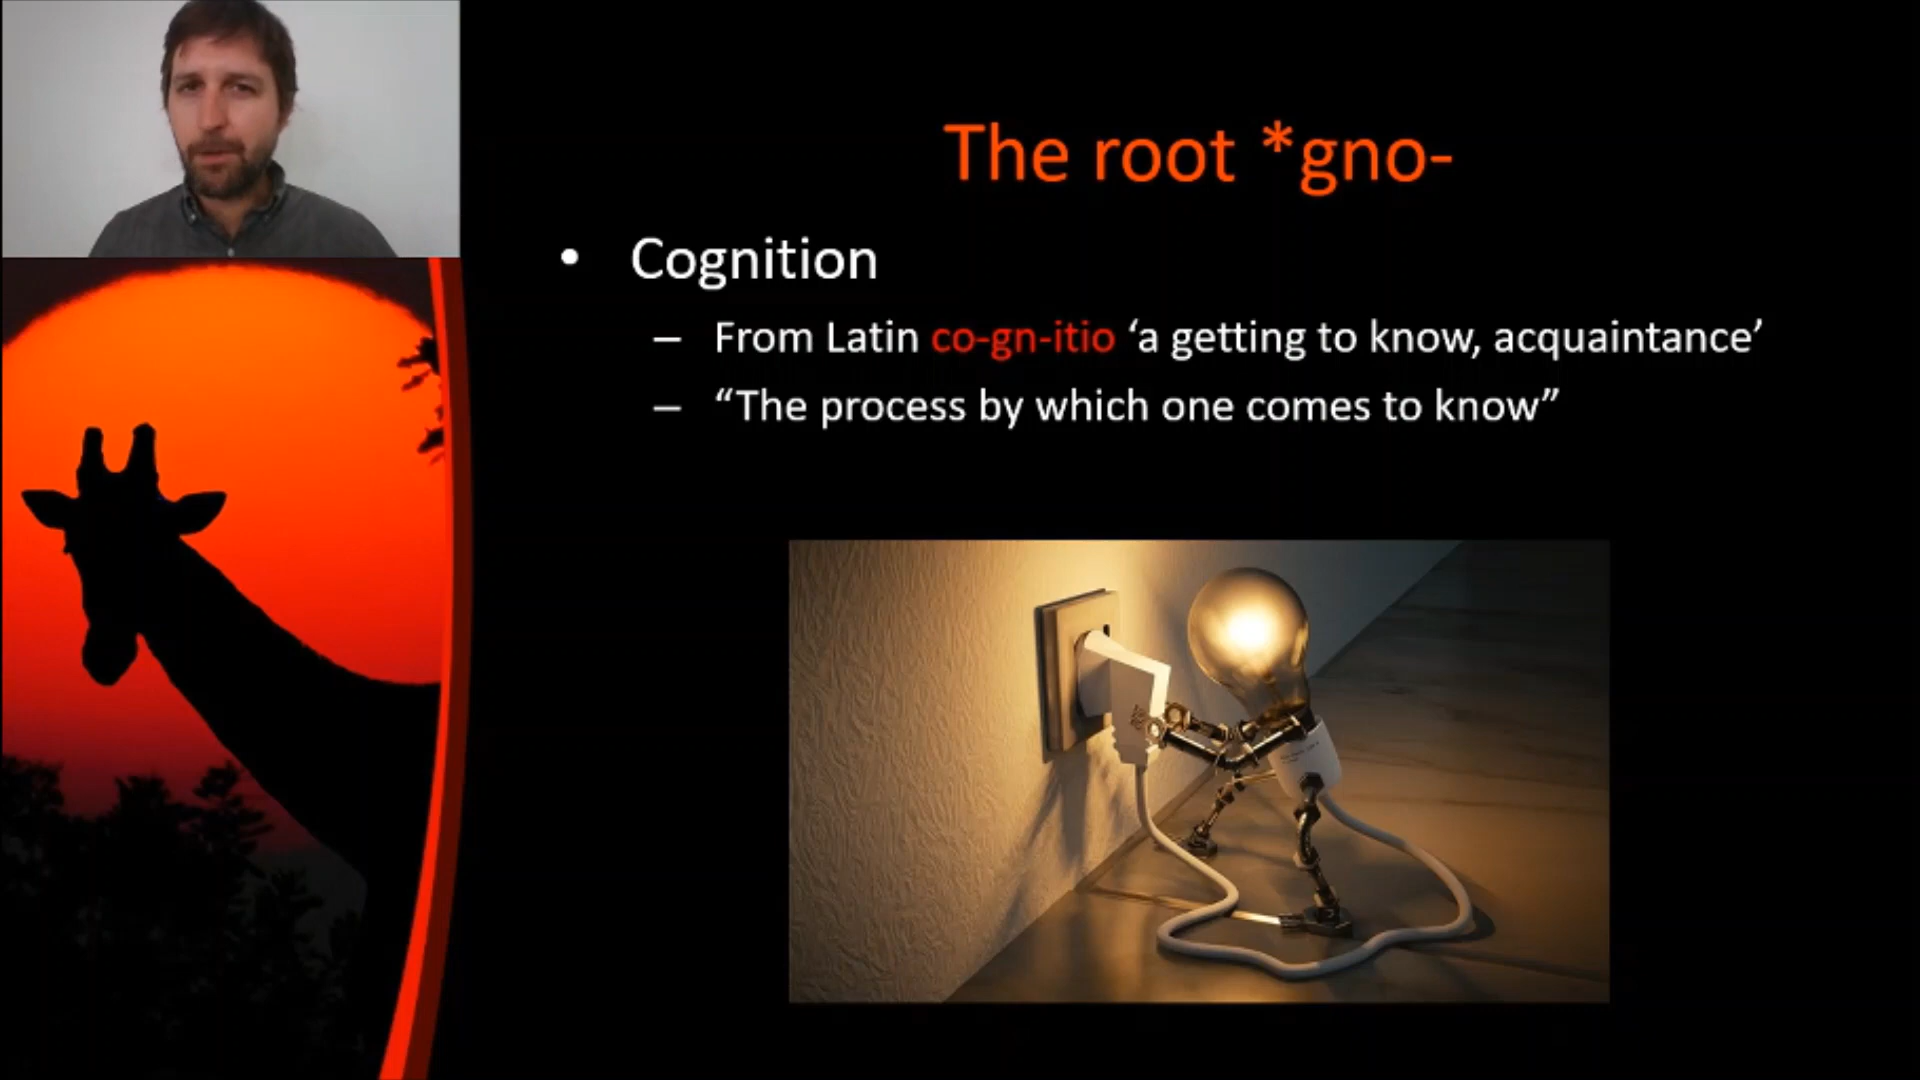 The root *gno-
• Cognition
– From Latin co-gn-itio ‘a getting to know, acquaintance’
– “The process by which one comes to know”